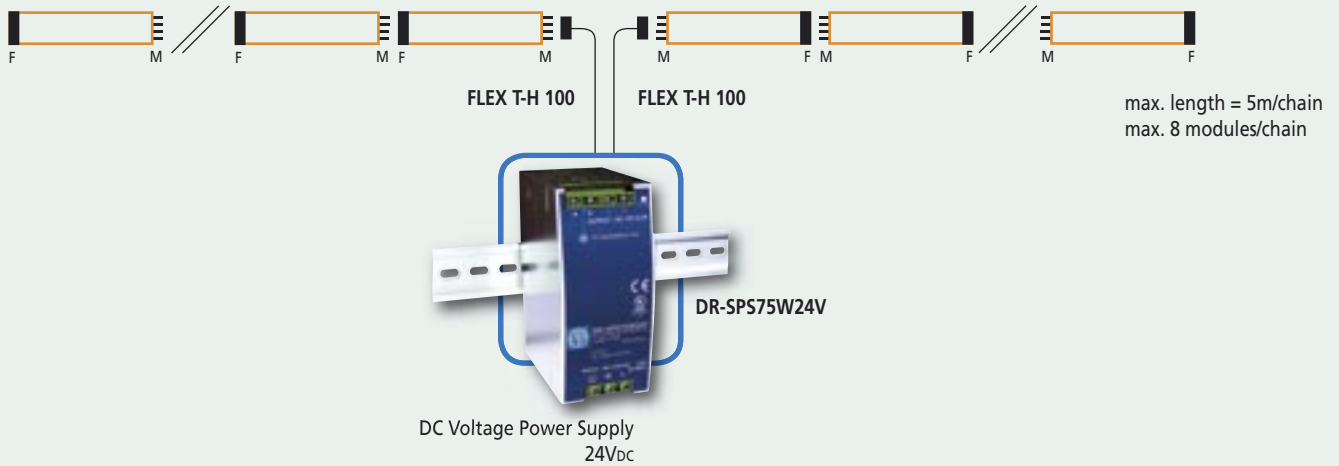 F M F M F M M F M F M F
FLEX T-H 100 FLEX T-H 100
max. length = 5m/chain
max. 8 modules/chain
CE
DR-SPS75W24V
DC Voltage Power Supply
24VDC